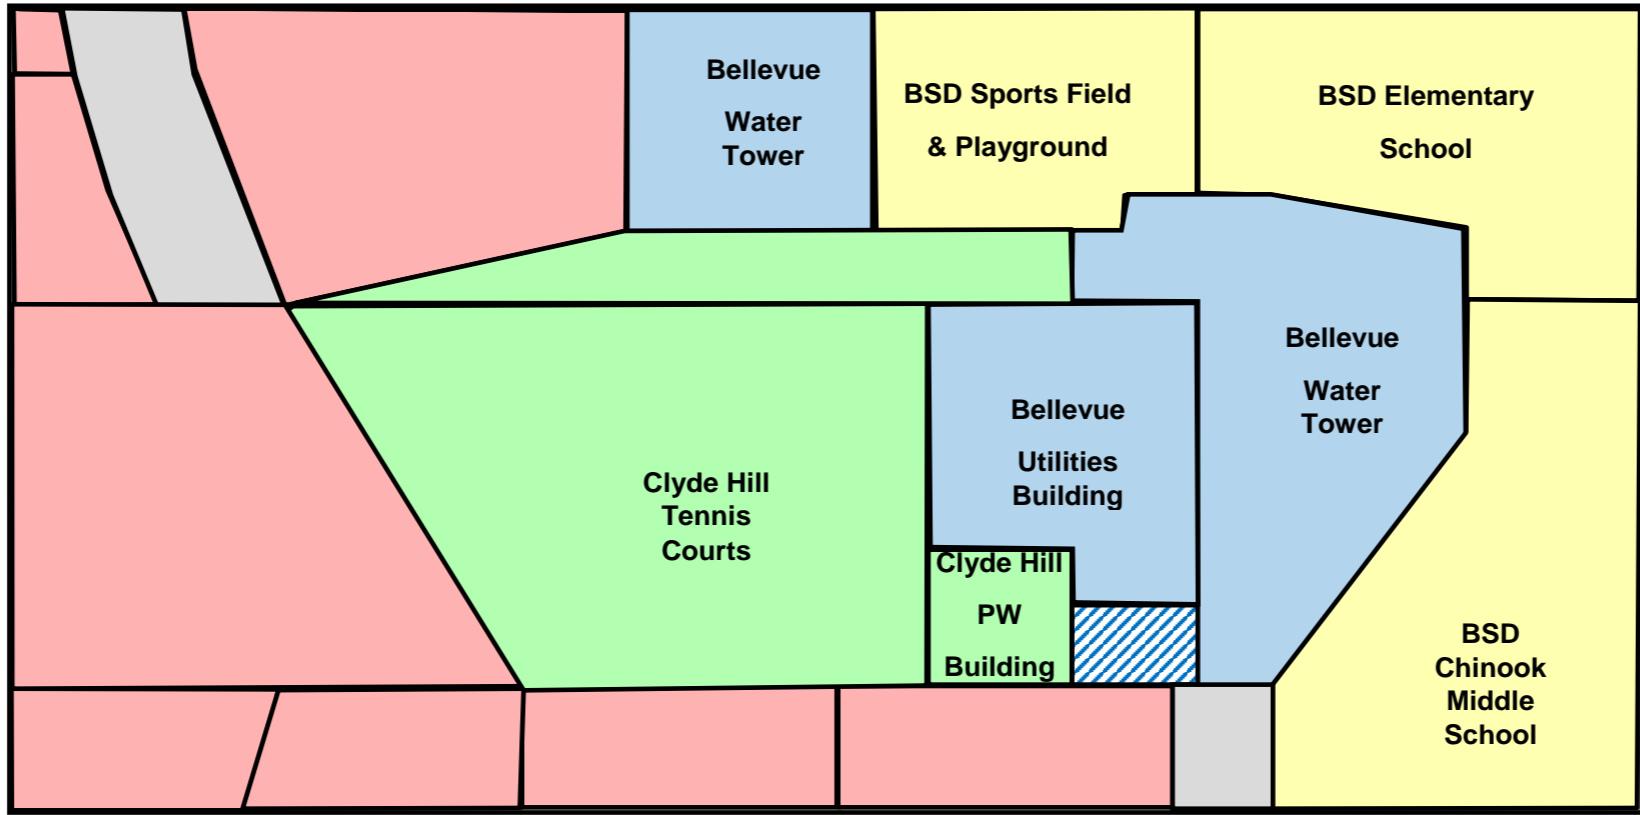 Bellevue
Water
Tower
BSD Sports Field
& Playground
BSD Elementary
School
Bellevue
Water
Tower
Bellevue
Utilities
Building
Clyde Hill
Tennis
Courts
Clyde Hill
PW
Building
BSD
Chinook
Middle
School